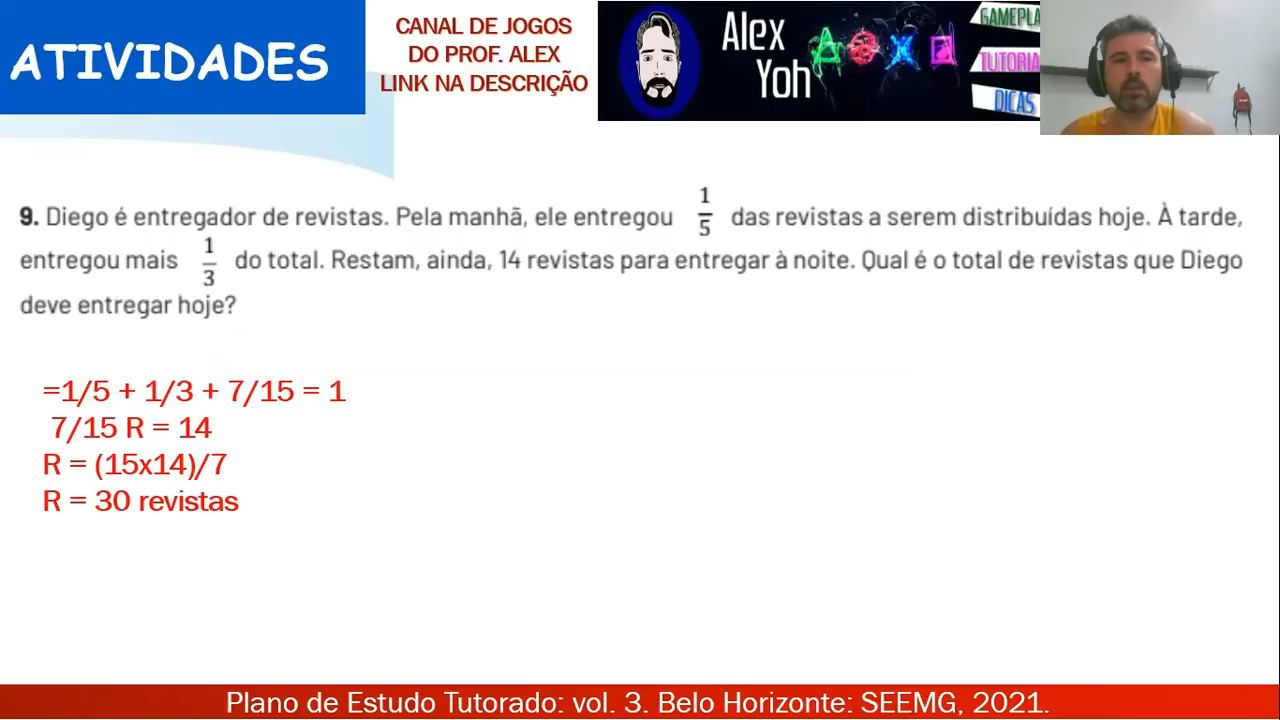 ATIVIDADES
CANAL DE JOGOS
DO PROF. ALEX
LINK NA DESCRIÇÃO
Alex
Yoh
GAMEPLA
TUTORIA
DICAS
9. Diego é entregador de revistas. Pela manhã, ele entregou 1/5 das revistas a serem distribuídas hoje. À tarde,
entregou mais 1/3 do total. Restam, ainda, 14 revistas para entregar à noite. Qual é o total de revistas que Diego
deve entregar hoje?
=1/5 + 1/3 + 7/15 = 1
7/15 R = 14
R = (15x14)/7
R = 30 revistas
Plano de Estudo Tutorado: vol. 3. Belo Horizonte: SEEMG, 2021.